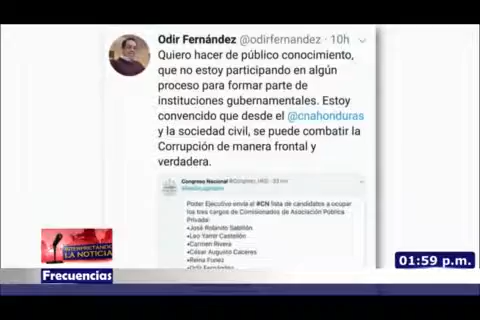 Odir Fernández @odirfernandez · 10h
Quiero hacer de público conocimiento,
que no estoy participando en algún
proceso para formar parte de
instituciones gubernamentales. Estoy
convencido que desde el @cnahonduras
y la sociedad civil, se puede combatir la
Corrupción de manera frontal y
verdadera.
Congreso Nacional
Poder Ejecutivo envía el #CN lista de candidatos a ocupar
los tres cargos de Comisionados de Asociación Pública
Privada:
•José Rolando Sabillón
•Leo Yamir Castellón
•Carmen Rivera
•César Augusto Cáceres
•Reina Funez
•Odir Fernández
INTERPRETANDO
LA NOTICIA
Frecuencias
01:59 p.m.